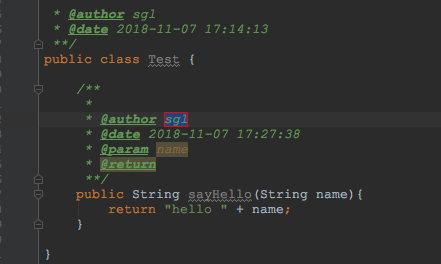 * @author sgl
* @date 2018-11-07 17:14:13
**/
public class Test {
/**
*
* @author sgl
* @date 2018-11-07 17:27:38
* @param name
* @return
**/
public String sayHello(String name){
return "hello " + name;
}
}